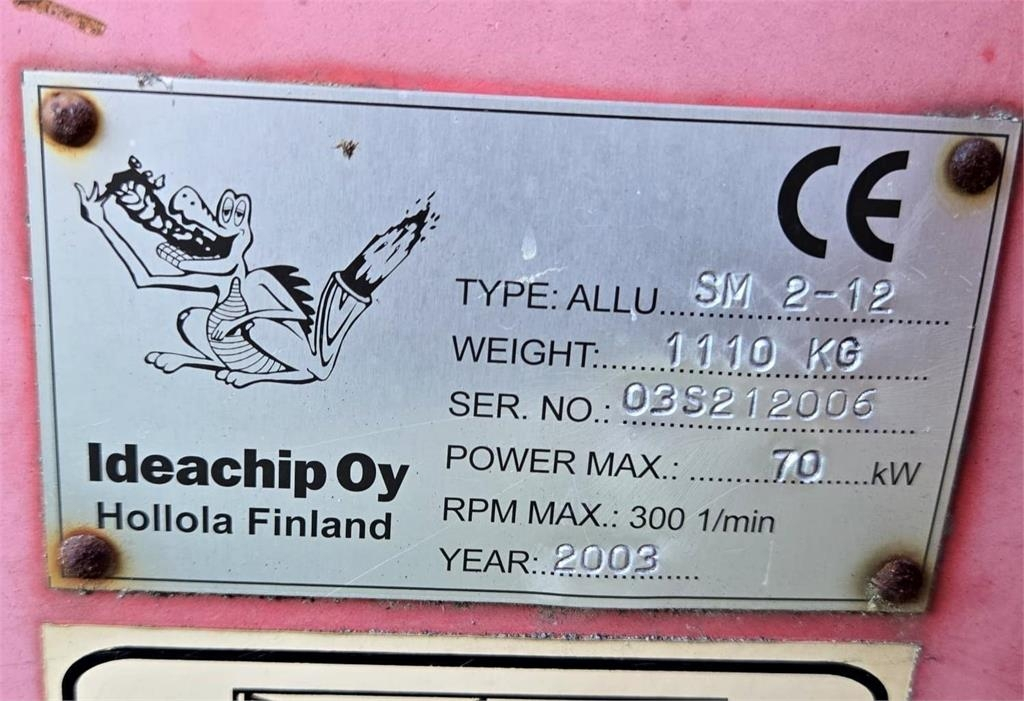 CE
TYPE: ALLU SM 2-12
WEIGHT: 1110 KG
SER. NO.: 03S212006
POWER MAX.: 70 kW
RPM MAX.: 300 1/min
YEAR: 2003
Ideachip Oy
Hollola Finland